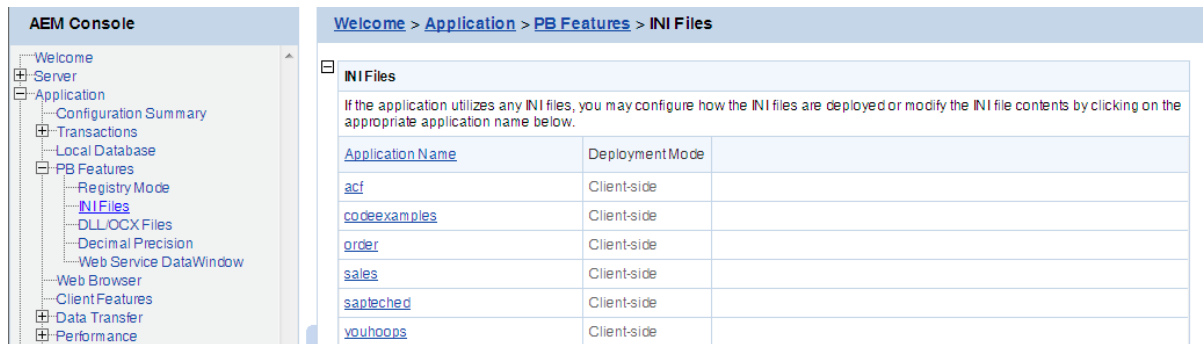 AEM Console
Welcome
Server
Application
Configuration Summary
Transactions
Local Database
PB Features
Registry Mode
INI Files
DLL/OCX Files
Decimal Precision
Web Service DataWindow
Web Browser
Client Features
Data Transfer
Performance
Welcome > Application > PB Features > INI Files
INI Files
If the application utilizes any INI files, you may configure how the INI files are deployed or modify the INI file contents by clicking on the
appropriate application name below.
Application Name Deployment Mode
acf Client-side
codeexamples Client-side
order Client-side
sales Client-side
sapteched Client-side
youhoops Client-side